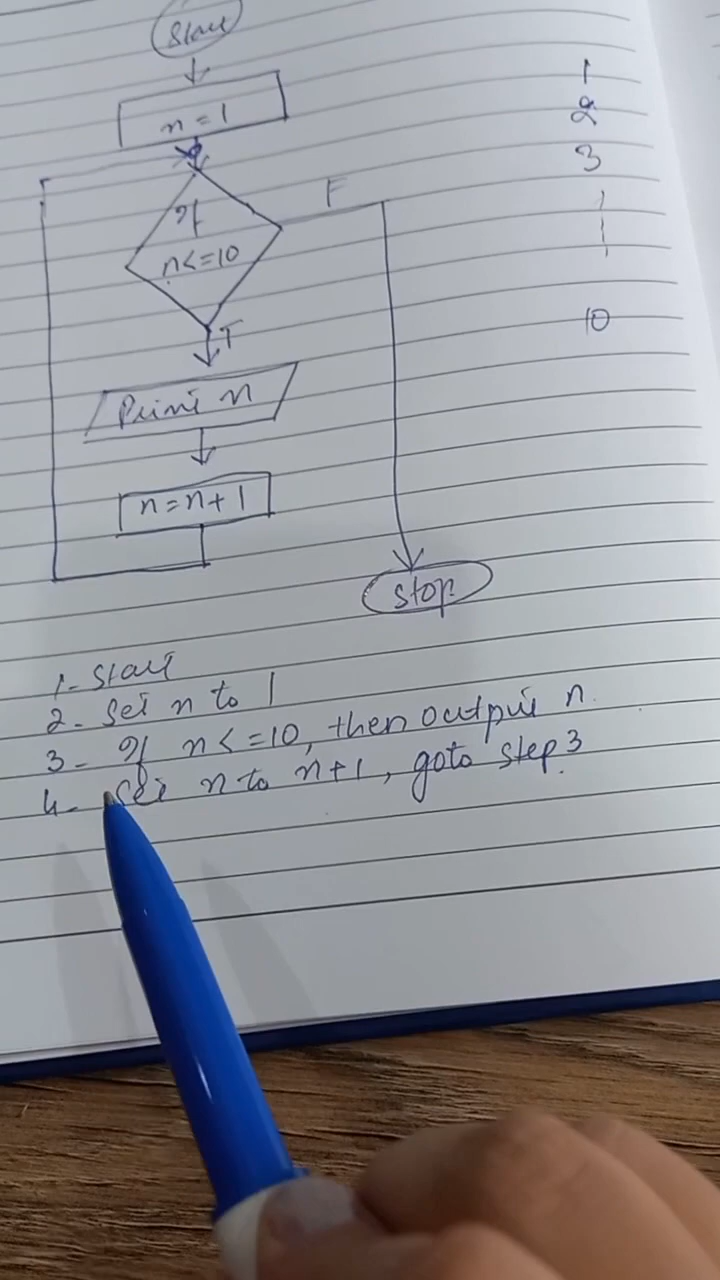 Start
n = 1
If
n<=10
F
T
Print n
n=n+1
stop
1
2
3
10
1- Start
2- Set n to 1
3- If n<=10, then output n.
4- Set n to n+1, goto step 3.